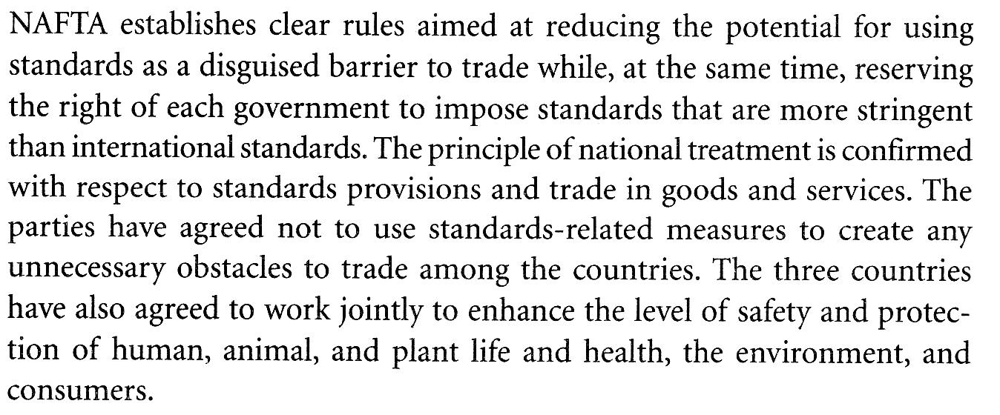 NAFTA establishes clear rules aimed at reducing the potential for using
standards as a disguised barrier to trade while, at the same time, reserving
the right of each government to impose standards that are more stringent
than international standards. The principle of national treatment is confirmed
with respect to standards provisions and trade in goods and services. The
parties have agreed not to use standards-related measures to create any
unnecessary obstacles to trade among the countries. The three countries
have also agreed to work jointly to enhance the level of safety and protec-
tion of human, animal, and plant life and health, the environment, and
consumers.